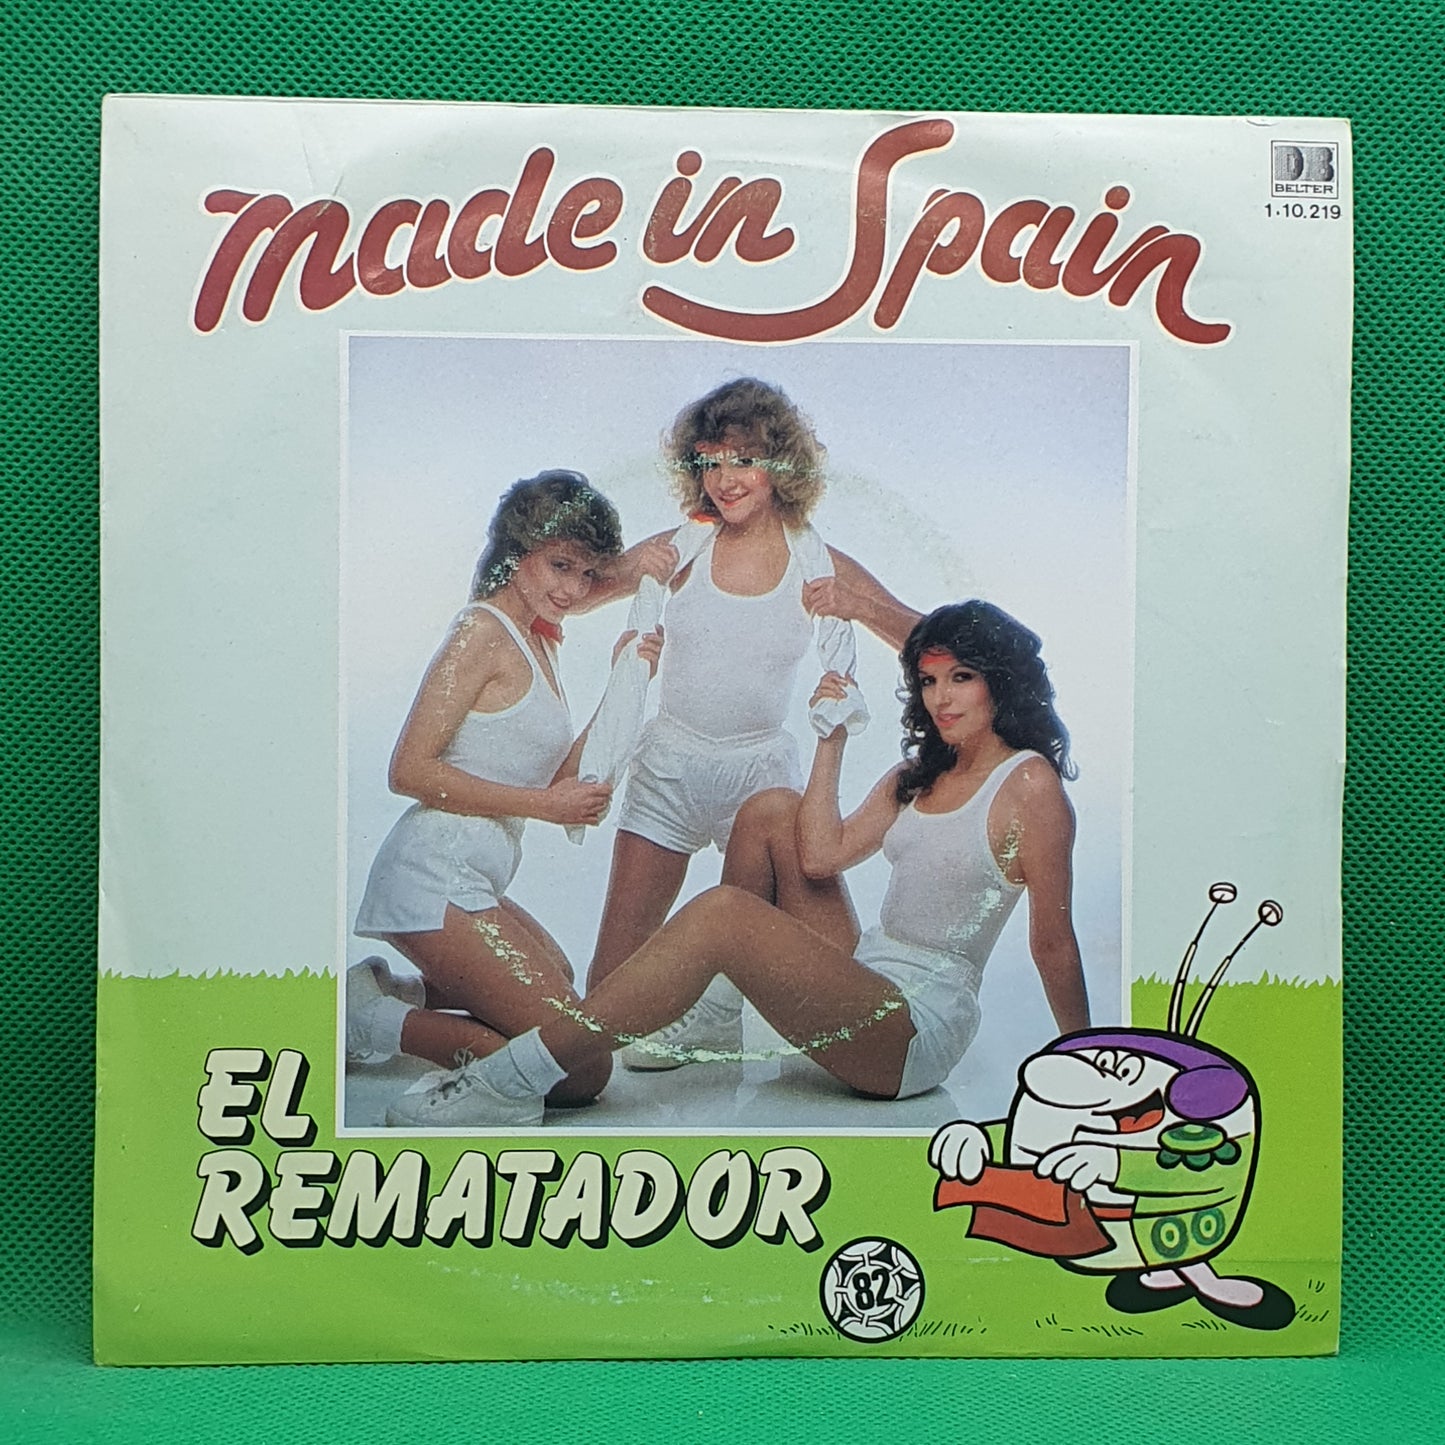 made in Spain
DB
BELTER
1·10.219
EL
REMATADOR
82